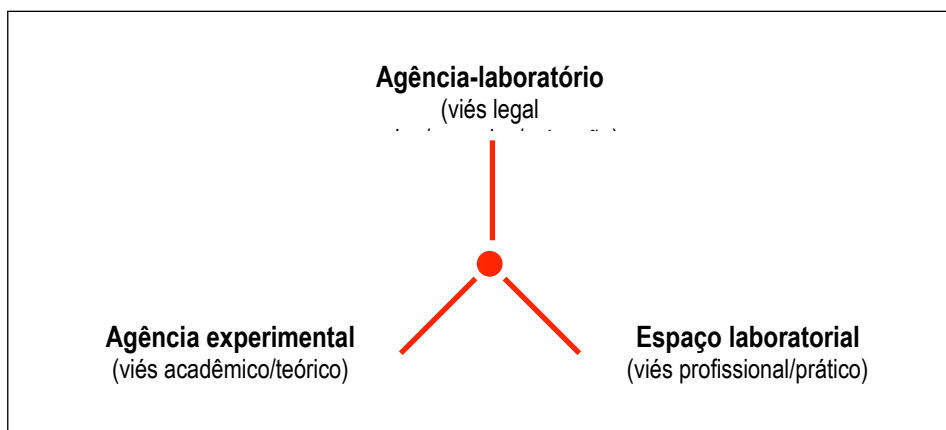 Agência-laboratório
(viés legal
Agência experimental
(viés acadêmico/teórico)
Espaço laboratorial
(viés profissional/prático)